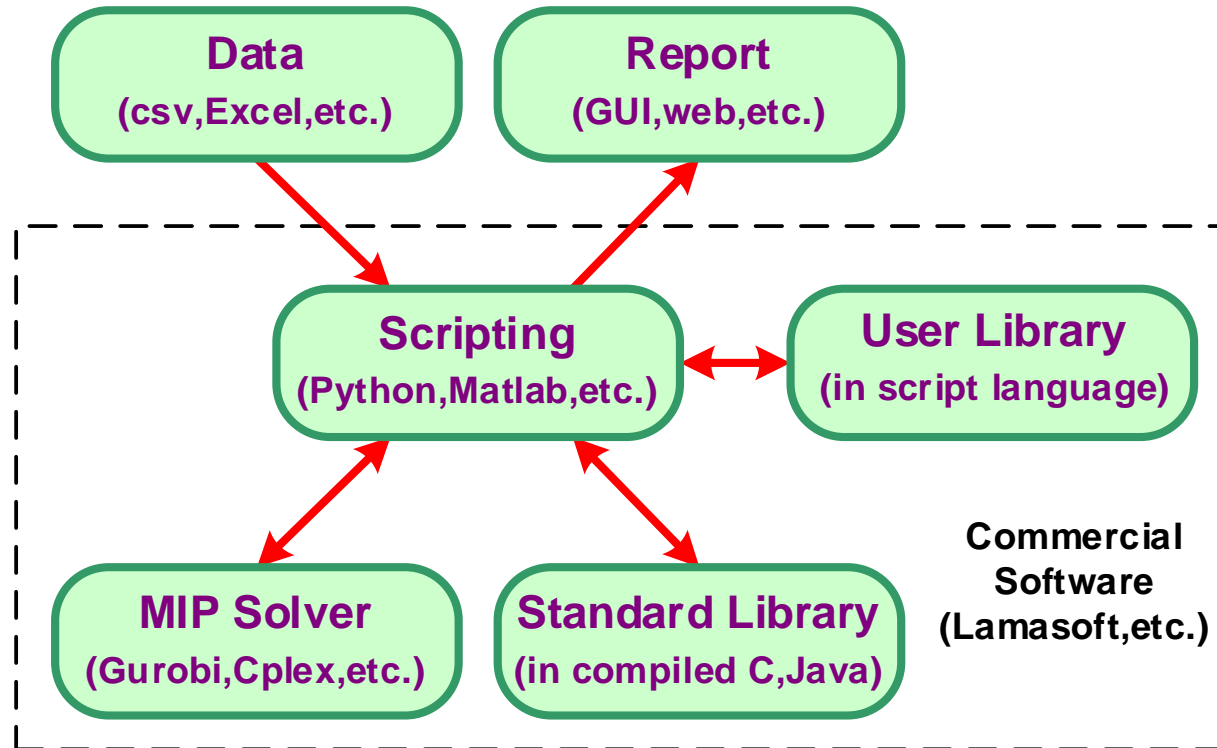 Data
(csv,Excel,etc.)
Report
(GUI,web,etc.)
Scripting
(Python,Matlab,etc.)
User Library
(in script language)
MIP Solver
(Gurobi,Cplex,etc.)
Standard Library
(in compiled C,Java)
Commercial
Software
(Lamasoft,etc.)